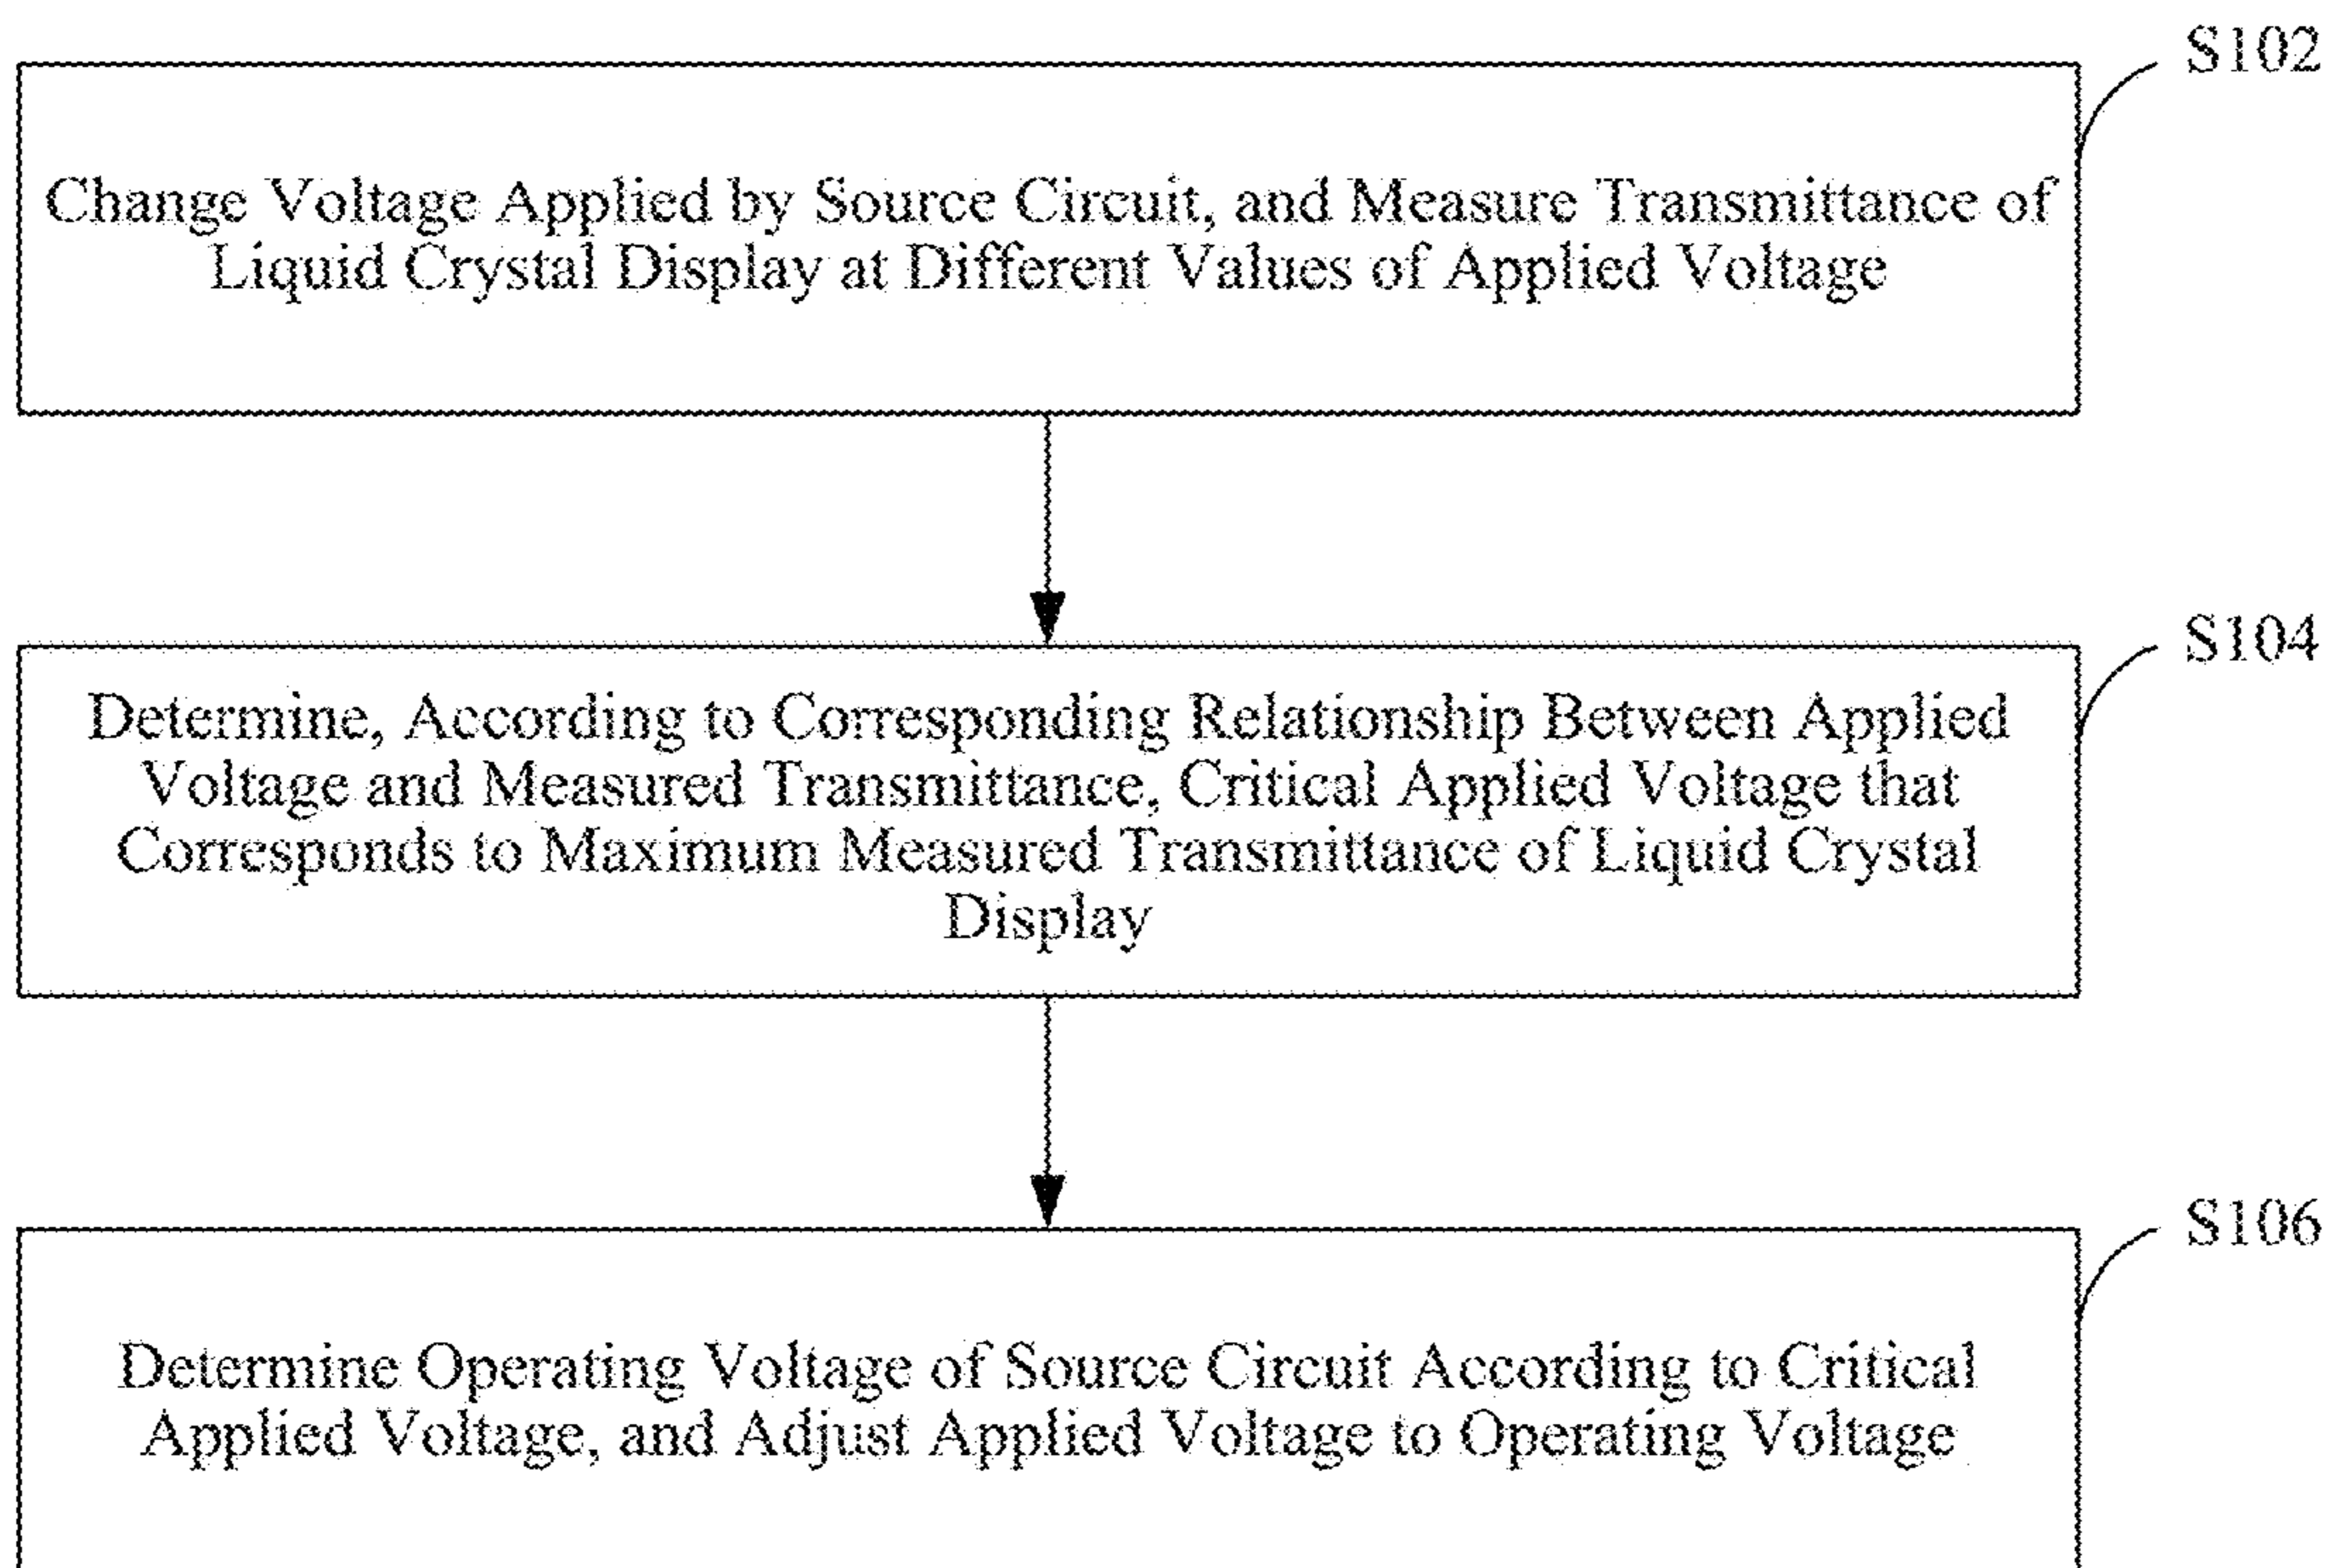 S102
Change Voltage Applied by Source Circuit, and Measure Transmittance of
Liquid Crystal Display at Different Values of Applied Voltage
S104
Determine, According to Corresponding Relationship Between Applied
Voltage and Measured Transmittance, Critical Applied Voltage that
Corresponds to Maximum Measured Transmittance of Liquid Crystal
Display
S106
Determine Operating Voltage of Source Circuit According to Critical
Applied Voltage, and Adjust Applied Voltage to Operating Voltage